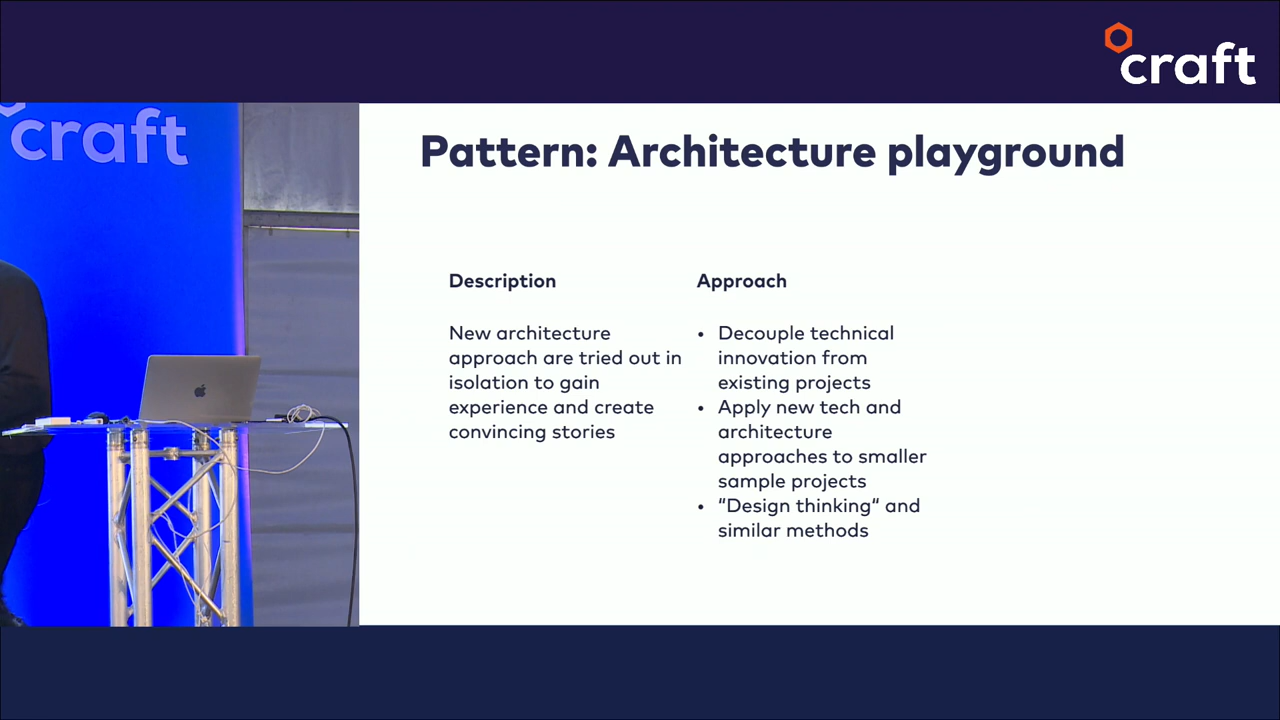 craft
craft
Pattern: Architecture playground
Description
New architecture
approach are tried out in
isolation to gain
experience and create
convincing stories
Approach
• Decouple technical
innovation from
existing projects
• Apply new tech and
architecture
approaches to smaller
sample projects
• “Design thinking“ and
similar methods